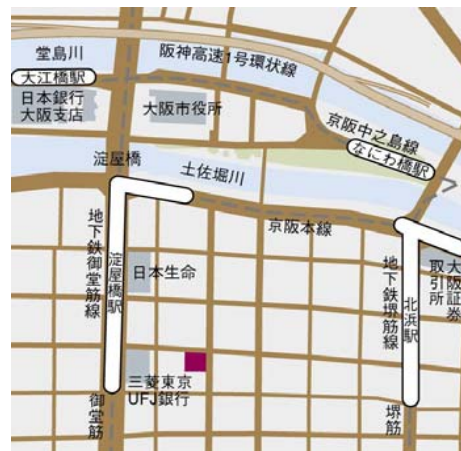 堂島川
阪神高速1号環状線
大江橋駅
日本銀行
大阪支店
大阪市役所
京阪中之島線
なにわ橋駅
淀屋橋
土佐堀川
京阪本線
地下鉄御堂筋線
淀屋橋駅
日本生命
地下鉄堺筋線
北浜駅
大阪証券
取引所
三菱東京
UFJ銀行
御堂筋
堺筋